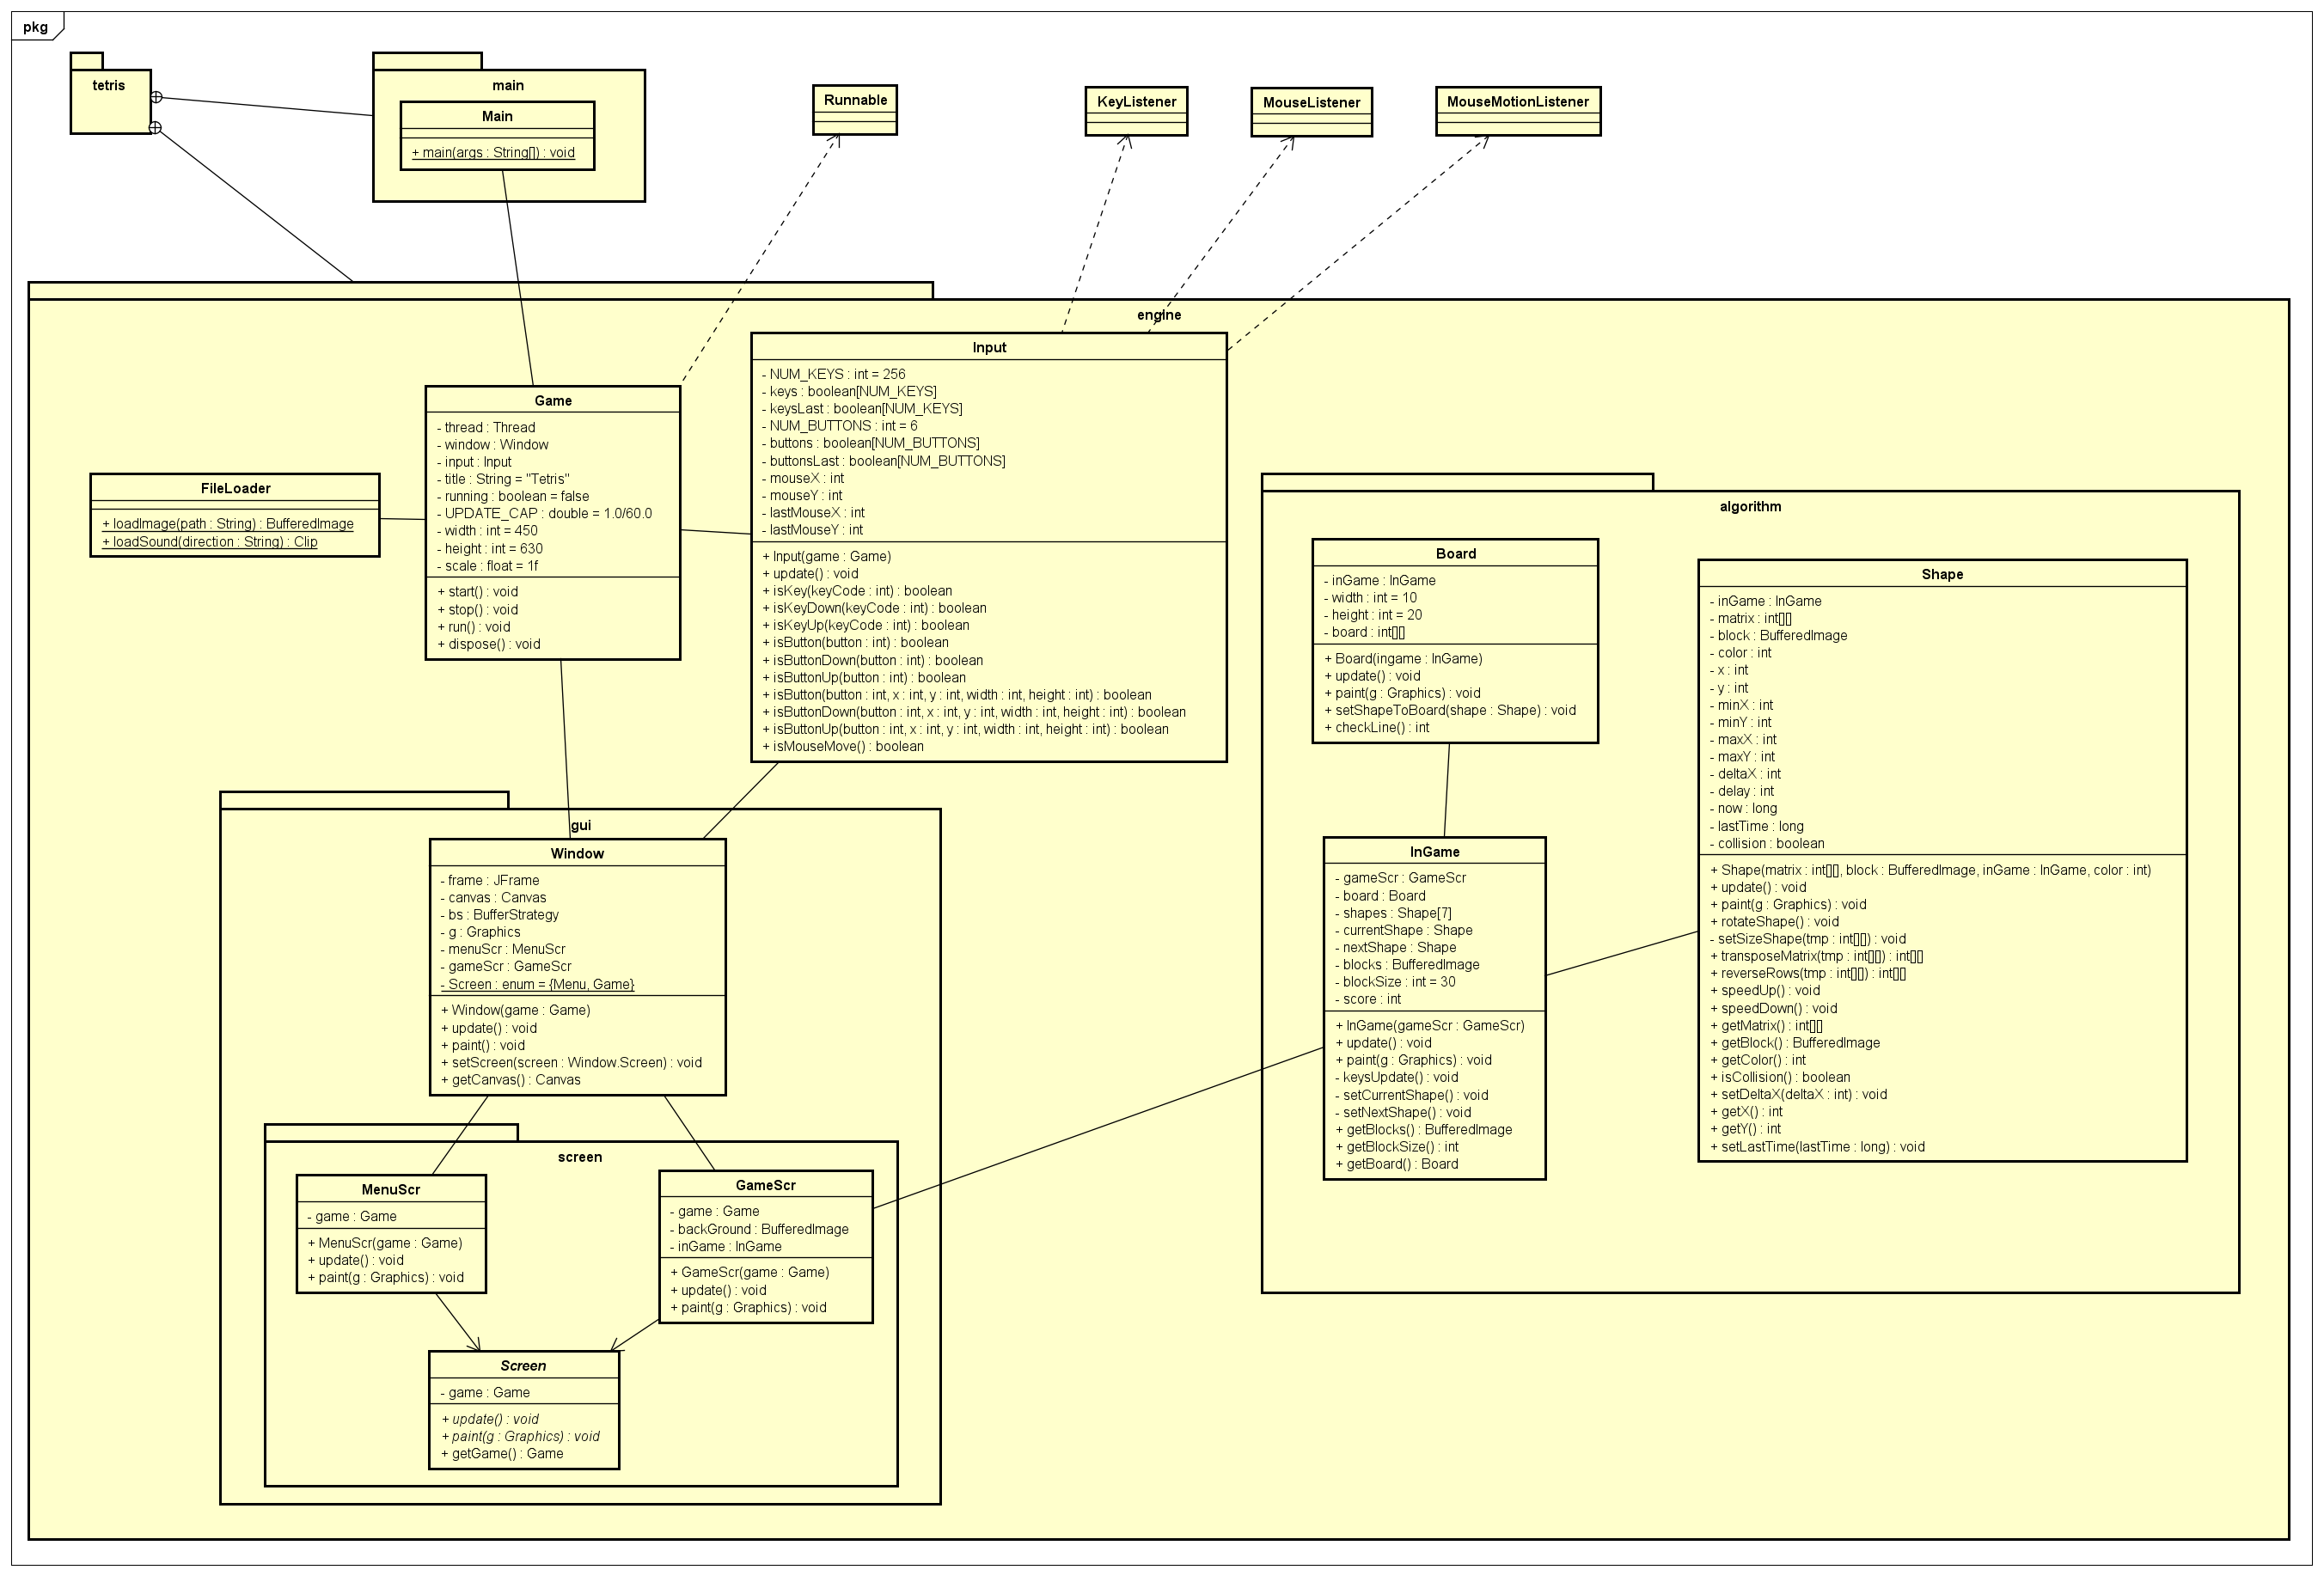 pkg
tetris
main
Main
+ main(args : String[]) : void
Runnable
KeyListener
MouseListener
MouseMotionListener
engine
Input
- NUM_KEYS : int = 256
- keys : boolean[NUM_KEYS]
- keysLast : boolean[NUM_KEYS]
- NUM_BUTTONS : int = 6
- buttons : boolean[NUM_BUTTONS]
- buttonsLast : boolean[NUM_BUTTONS]
- mouseX : int
- mouseY : int
- lastMouseX : int
- lastMouseY : int
+ Input(game : Game)
+ update() : void
+ isKey(keyCode : int) : boolean
+ isKeyDown(keyCode : int) : boolean
+ isKeyUp(keyCode : int) : boolean
+ isButton(button : int) : boolean
+ isButtonDown(button : int) : boolean
+ isButtonUp(button : int) : boolean
+ isButton(button : int, x : int, y : int, width : int, height : int) : boolean
+ isButtonDown(button : int, x : int, y : int, width : int, height : int) : boolean
+ isButtonUp(button : int, x : int, y : int, width : int, height : int) : boolean
+ isMouseMove() : boolean
Game
- thread : Thread
- window : Window
- input : Input
- title : String = "Tetris"
- running : boolean = false
- UPDATE_CAP : double = 1.0/60.0
- width : int = 450
- height : int = 630
- scale : float = 1f
+ start() : void
+ stop() : void
+ run() : void
+ dispose() : void
FileLoader
+ loadImage(path : String) : BufferedImage
+ loadSound(direction : String) : Clip
algorithm
Board
- inGame : InGame
- width : int = 10
- height : int = 20
- board : int[][]
+ Board(ingame : InGame)
+ update() : void
+ paint(g : Graphics) : void
+ setShapeToBoard(shape : Shape) : void
+ checkLine() : int
Shape
- inGame : InGame
- matrix : int[][]
- block : BufferedImage
- color : int
- x : int
- y : int
- minX : int
- minY : int
- maxX : int
- maxY : int
- deltaX : int
- delay : int
- now : long
- lastTime : long
- collision : boolean
+ Shape(matrix : int[][], block : BufferedImage, inGame : InGame, color : int)
+ update() : void
+ paint(g : Graphics) : void
+ rotateShape() : void
- setSizeShape(tmp : int[][]) : void
+ transposeMatrix(tmp : int[][]) : int[][]
+ reverseRows(tmp : int[][]) : int[][]
+ speedUp() : void
+ speedDown() : void
+ getMatrix() : int[][]
+ getBlock() : BufferedImage
+ getColor() : int
+ isCollision() : boolean
+ setDeltaX(deltaX : int) : void
+ getX() : int
+ getY() : int
+ setLastTime(lastTime : long) : void
InGame
- gameScr : GameScr
- board : Board
- shapes : Shape[7]
- currentShape : Shape
- nextShape : Shape
- blocks : BufferedImage
- blockSize : int = 30
- score : int
+ InGame(gameScr : GameScr)
+ update() : void
+ paint(g : Graphics) : void
- keysUpdate() : void
- setCurrentShape() : void
- setNextShape() : void
+ getBlocks() : BufferedImage
+ getBlockSize() : int
+ getBoard() : Board
gui
Window
- frame : JFrame
- canvas : Canvas
- bs : BufferStrategy
- g : Graphics
- menuScr : MenuScr
- gameScr : GameScr
- Screen : enum = {Menu, Game}
+ Window(game : Game)
+ update() : void
+ paint() : void
+ setScreen(screen : Window.Screen) : void
+ getCanvas() : Canvas
screen
MenuScr
- game : Game
+ MenuScr(game : Game)
+ update() : void
+ paint(g : Graphics) : void
GameScr
- game : Game
- backGround : BufferedImage
- inGame : InGame
+ GameScr(game : Game)
+ update() : void
+ paint(g : Graphics) : void
Screen
- game : Game
+ update() : void
+ paint(g : Graphics) : void
+ getGame() : Game